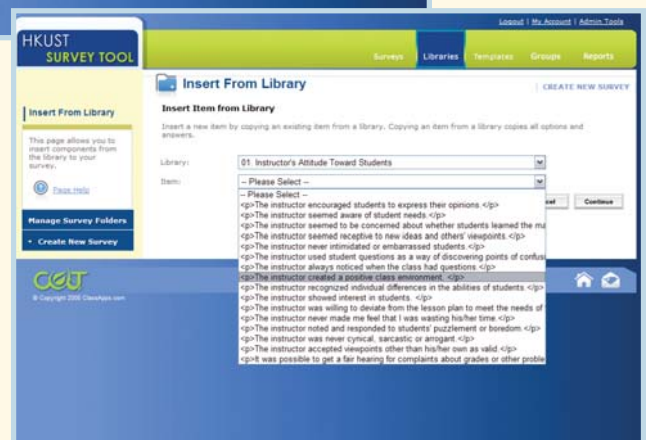 Logout | My Account | Admin Tools
HKUST
SURVEY TOOL
Surveys Libraries Templates Groups Reports
Insert From Library
CREATE NEW SURVEY
Insert From Library
Insert Item from Library
This page allows you to
insert components from
the library to your
survey.
Insert a new item by copying an existing item from a library. Copying an item from a library copies all options and
answers.
Library: 01 Instructor's Attitude Toward Students
Item: -- Please Select --
Page Help
-- Please Select --
<p>The instructor encouraged students to express their opinions.</p>
<p>The instructor seemed aware of student needs.</p>
<p>The instructor seemed to be concerned about whether students learned the ma
<p>The instructor seemed receptive to new ideas and others' viewpoints.</p>
<p>The instructor never intimidated or embarrassed students.</p>
<p>The instructor used student questions as a way of discovering points of confusi
<p>The instructor always noticed when the class had questions.</p>
<p>The instructor created a positive class environment. </p>
<p>The instructor recognized individual differences in the abilities of students.</p>
<p>The instructor showed interest in students. </p>
<p>The instructor was willing to deviate from the lesson plan to meet the needs of
<p>The instructor never made me feel that I was wasting his/her time.</p>
<p>The instructor noted and responded to students' puzzlement or boredom.</p>
<p>The instructor was never cynical, sarcastic or arrogant.</p>
<p>The instructor accepted viewpoints other than his/her own as valid.</p>
<p>It was possible to get a fair hearing for complaints about grades or other proble
cel Continue
Manage Survey Folders
• Create New Survey
CELT
© Copyright 2006 ClassApps.com